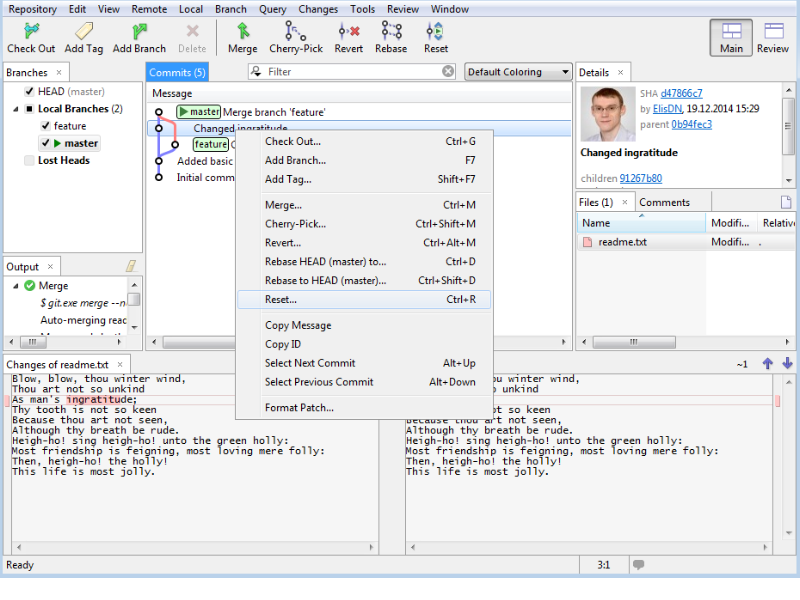 Repository Edit View Remote Local Branch Query Changes Tools Review Window
Check Out Add Tag Add Branch Delete Merge Cherry-Pick Revert Rebase Reset Main Review
Branches ×
HEAD (master)
Local Branches (2)
feature
master
Lost Heads
Output ×
Merge
$ git.exe merge --n
Auto-merging read
Commits (5)
Filter
Default Coloring
Message
master Merge branch 'feature'
Changed ingratitude
feature
Added basic
Initial comm
Check Out... Ctrl+G
Add Branch... F7
Add Tag... Shift+F7
Merge... Ctrl+M
Cherry-Pick... Ctrl+Shift+M
Revert... Ctrl+Alt+M
Rebase HEAD (master) to... Ctrl+D
Rebase to HEAD (master)... Ctrl+Shift+D
Reset... Ctrl+R
Copy Message
Copy ID
Select Next Commit Alt+Up
Select Previous Commit Alt+Down
Format Patch...
Details ×
SHA d47866c7
by ElisDN, 19.12.2014 15:29
parent 0b94fec3
Changed ingratitude
children 91267b80
Files (1) × Comments
Name Modifi... Relative
readme.txt Modifi... .
Changes of readme.txt × ~1
Blow, blow, thou winter wind,
Thou art not so unkind
As man's ingratitude;
Thy tooth is not so keen
Because thou art not seen,
Although thy breath be rude.
Heigh-ho! sing heigh-ho! unto the green holly:
Most friendship is feigning, most loving mere folly:
Then, heigh-ho! the holly!
This life is most jolly.
winter wind,
unkind
ot so keen
Because thou art not seen,
Although thy breath be rude.
Heigh-ho! sing heigh-ho! unto the green holly:
Most friendship is feigning, most loving mere folly:
Then, heigh-ho! the holly!
This life is most jolly.
Ready 3:1